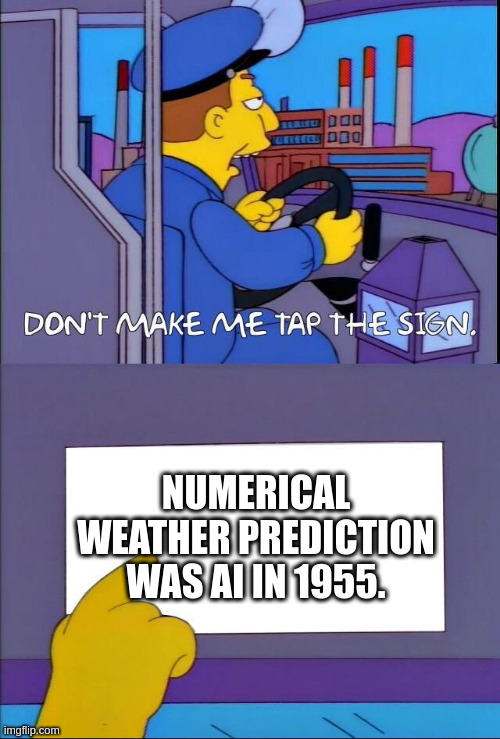 DON'T MAKE ME TAP THE SIGN.
NUMERICAL
WEATHER PREDICTION
WAS AI IN 1955.
imgflip.com